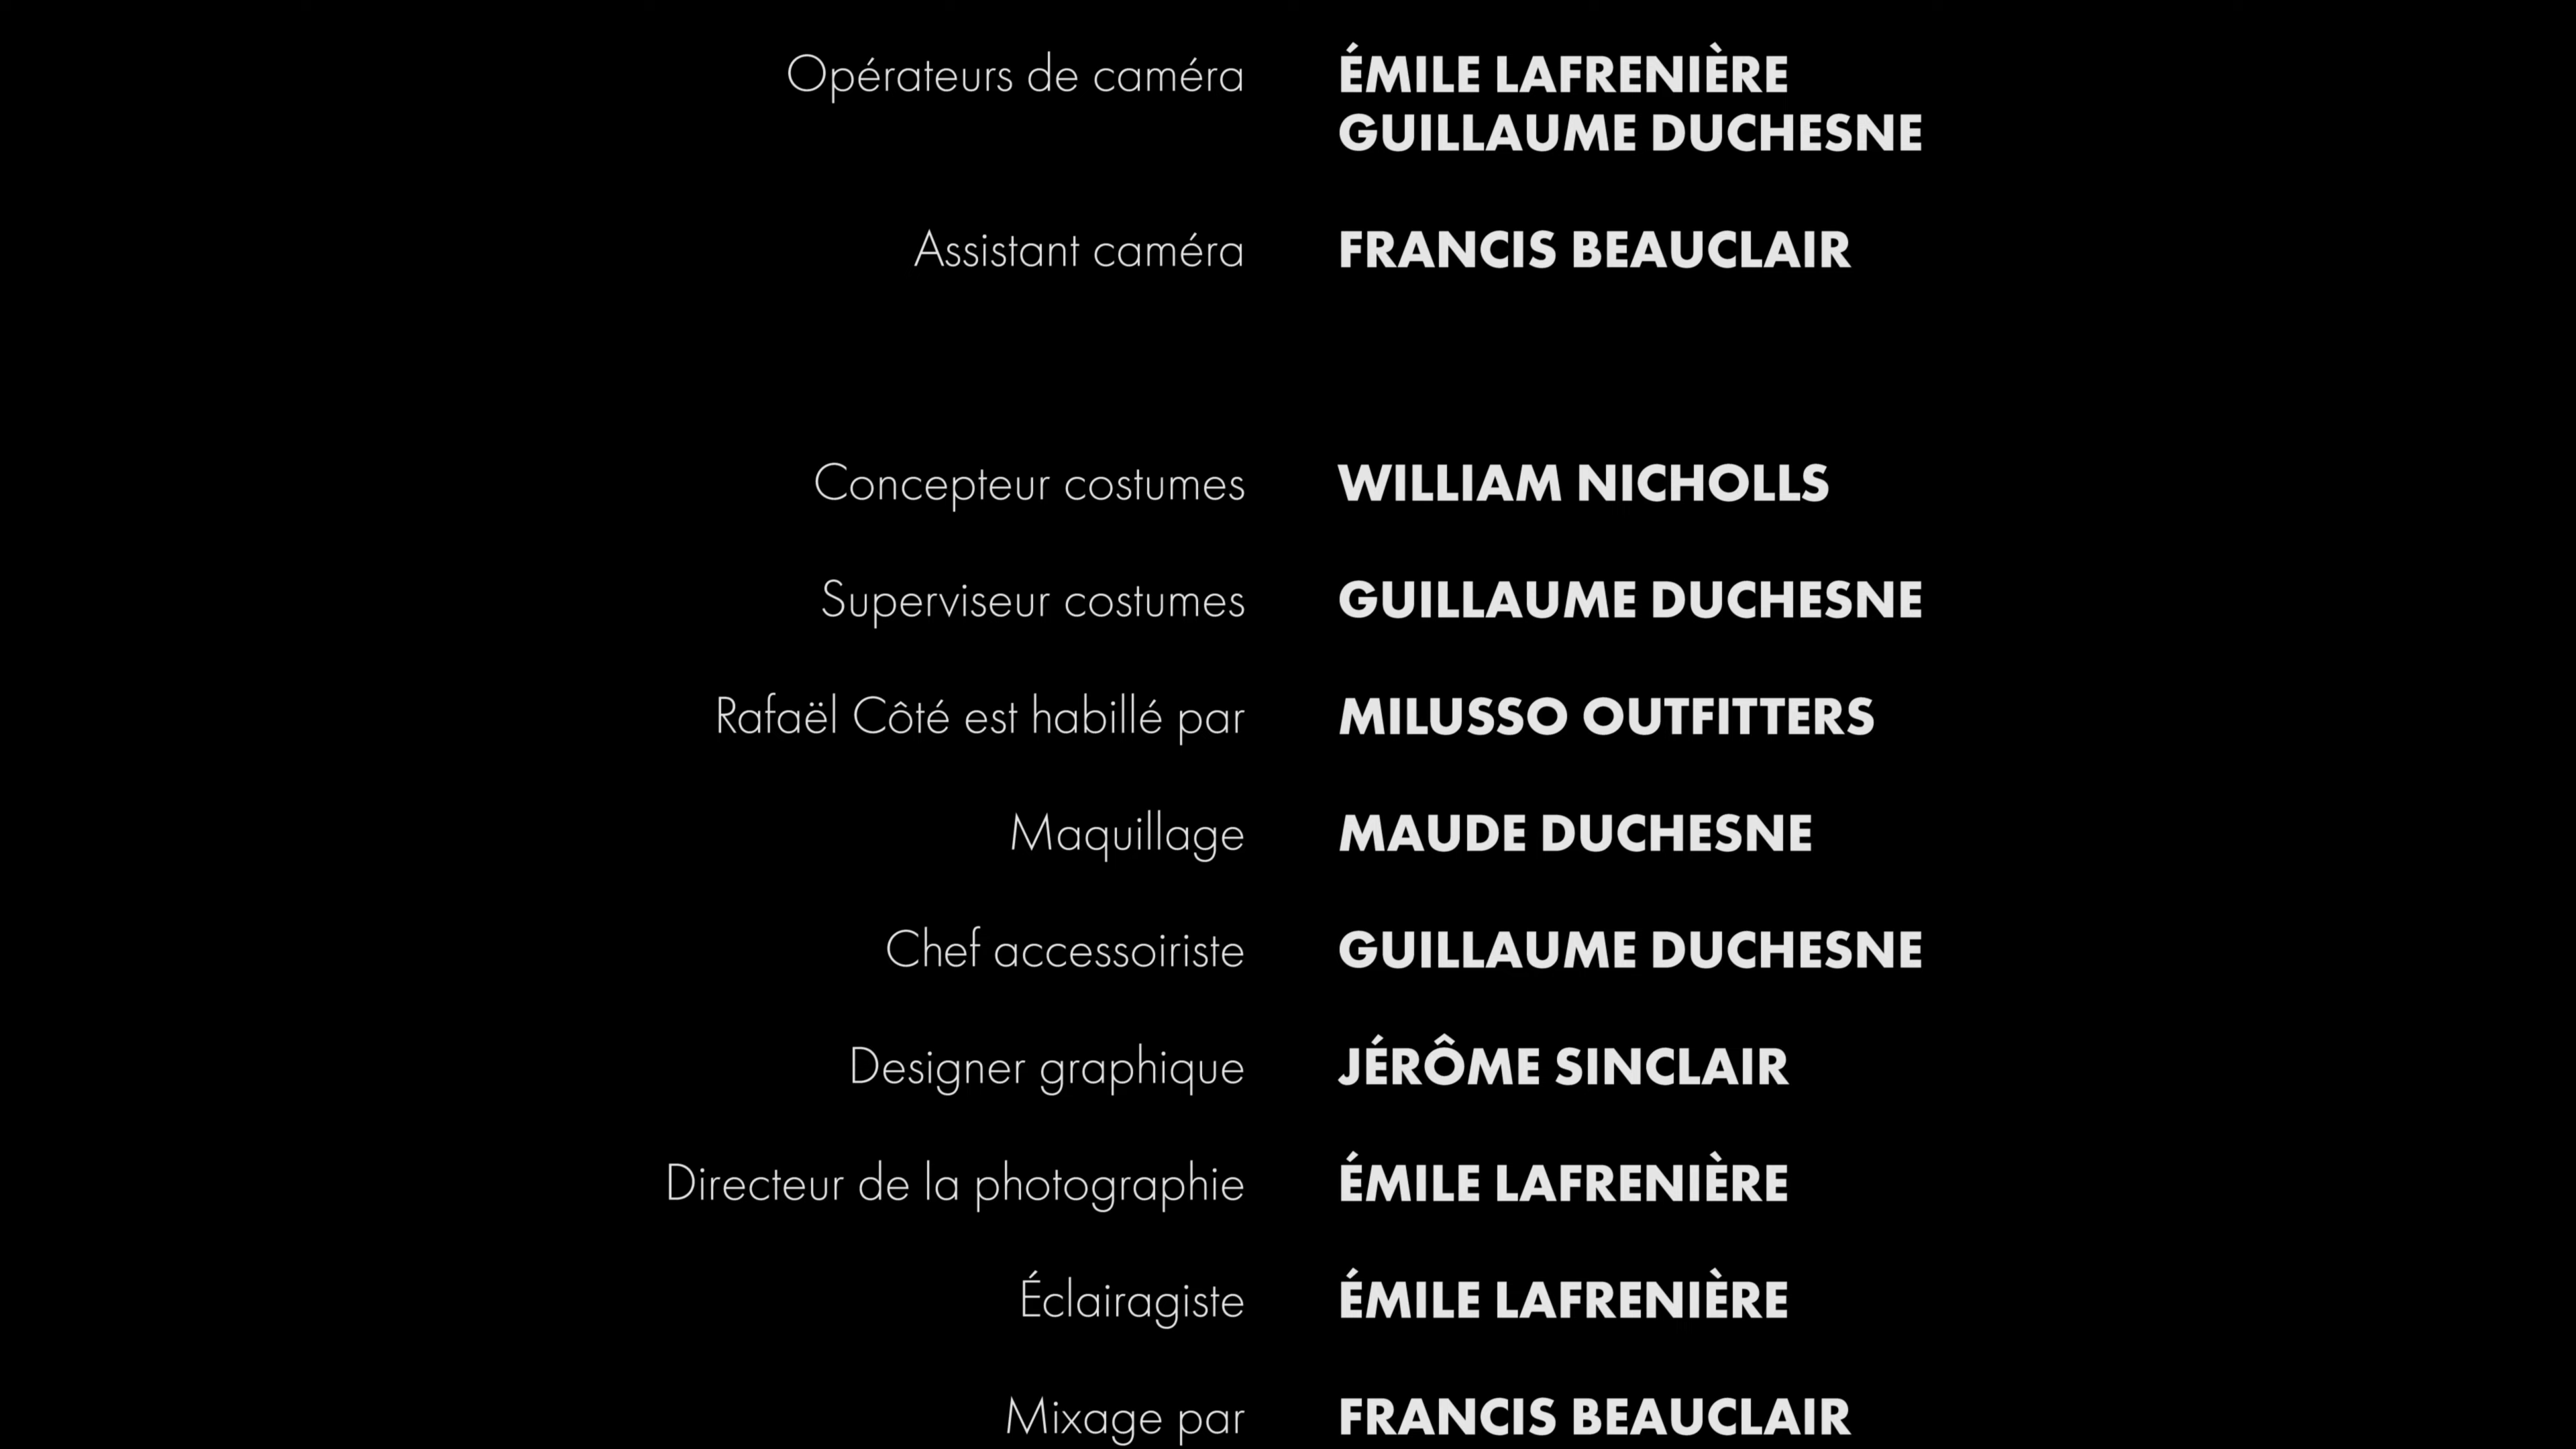 Opérateurs de caméra ÉMILE LAFRENIÈRE
GUILLAUME DUCHESNE
Assistant caméra FRANCIS BEAUCLAIR
Concepteur costumes WILLIAM NICHOLLS
Superviseur costumes GUILLAUME DUCHESNE
Rafaël Côté est habillé par MILUSSO OUTFITTERS
Maquillage MAUDE DUCHESNE
Chef accessoiriste GUILLAUME DUCHESNE
Designer graphique JÉRÔME SINCLAIR
Directeur de la photographie ÉMILE LAFRENIÈRE
Éclairagiste ÉMILE LAFRENIÈRE
Mixage par FRANCIS BEAUCLAIR